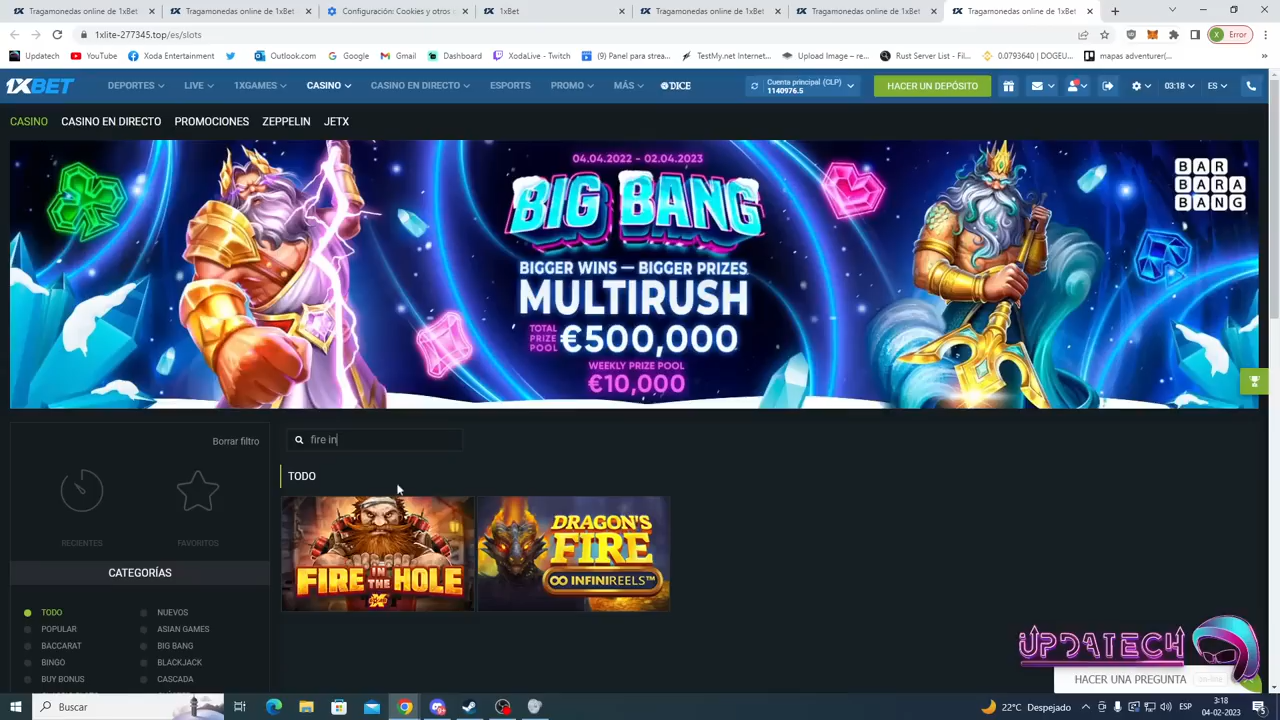 Tragamonedas online de 1xBet
Tragamonedas online de 1xBet
Configuración: Cookies y otros
1xBet
Tragamonedas online de 1xBet
Tragamonedas online de 1xBet
Tragamonedas online de 1xBet
1xlite-277345.top/es/slots
X Error
Updatech
YouTube
Xoda Entertainment
Outlook.com
Google
Gmail
Dashboard
XodaLive - Twitch
(9) Panel para strea...
TestMy.net Internet...
Upload Image – re...
Rust Server List - Fil...
0.0793640 | DOGEU...
mapas adventurer(...
1XBET
DEPORTES
LIVE
1XGAMES
CASINO
CASINO EN DIRECTO
ESPORTS
PROMO
MÁS
DICE
Cuenta principal (CLP)
1140976.5
HACER UN DEPÓSITO
03:18
ES
CASINO
CASINO EN DIRECTO
PROMOCIONES
ZEPPELIN
JETX
04.04.2022 - 02.04.2023
BIG BANG
BIGGER WINS — BIGGER PRIZES
MULTIRUSH
TOTAL PRIZE POOL €500,000
WEEKLY PRIZE POOL
€10,000
BAR
BARA
BANG
Borrar filtro
fire in
TODO
RECIENTES
FAVORITOS
FIRE IN THE HOLE
X
DRAGON'S
FIRE
INFINIREELS™
CATEGORÍAS
TODO
NUEVOS
POPULAR
ASIAN GAMES
BACCARAT
BIG BANG
BINGO
BLACKJACK
BUY BONUS
CASCADA
UPDATECH
HACER UNA PREGUNTA
on-line
Buscar
22°C Despejado
ESP
3:18
04-02-2023
5